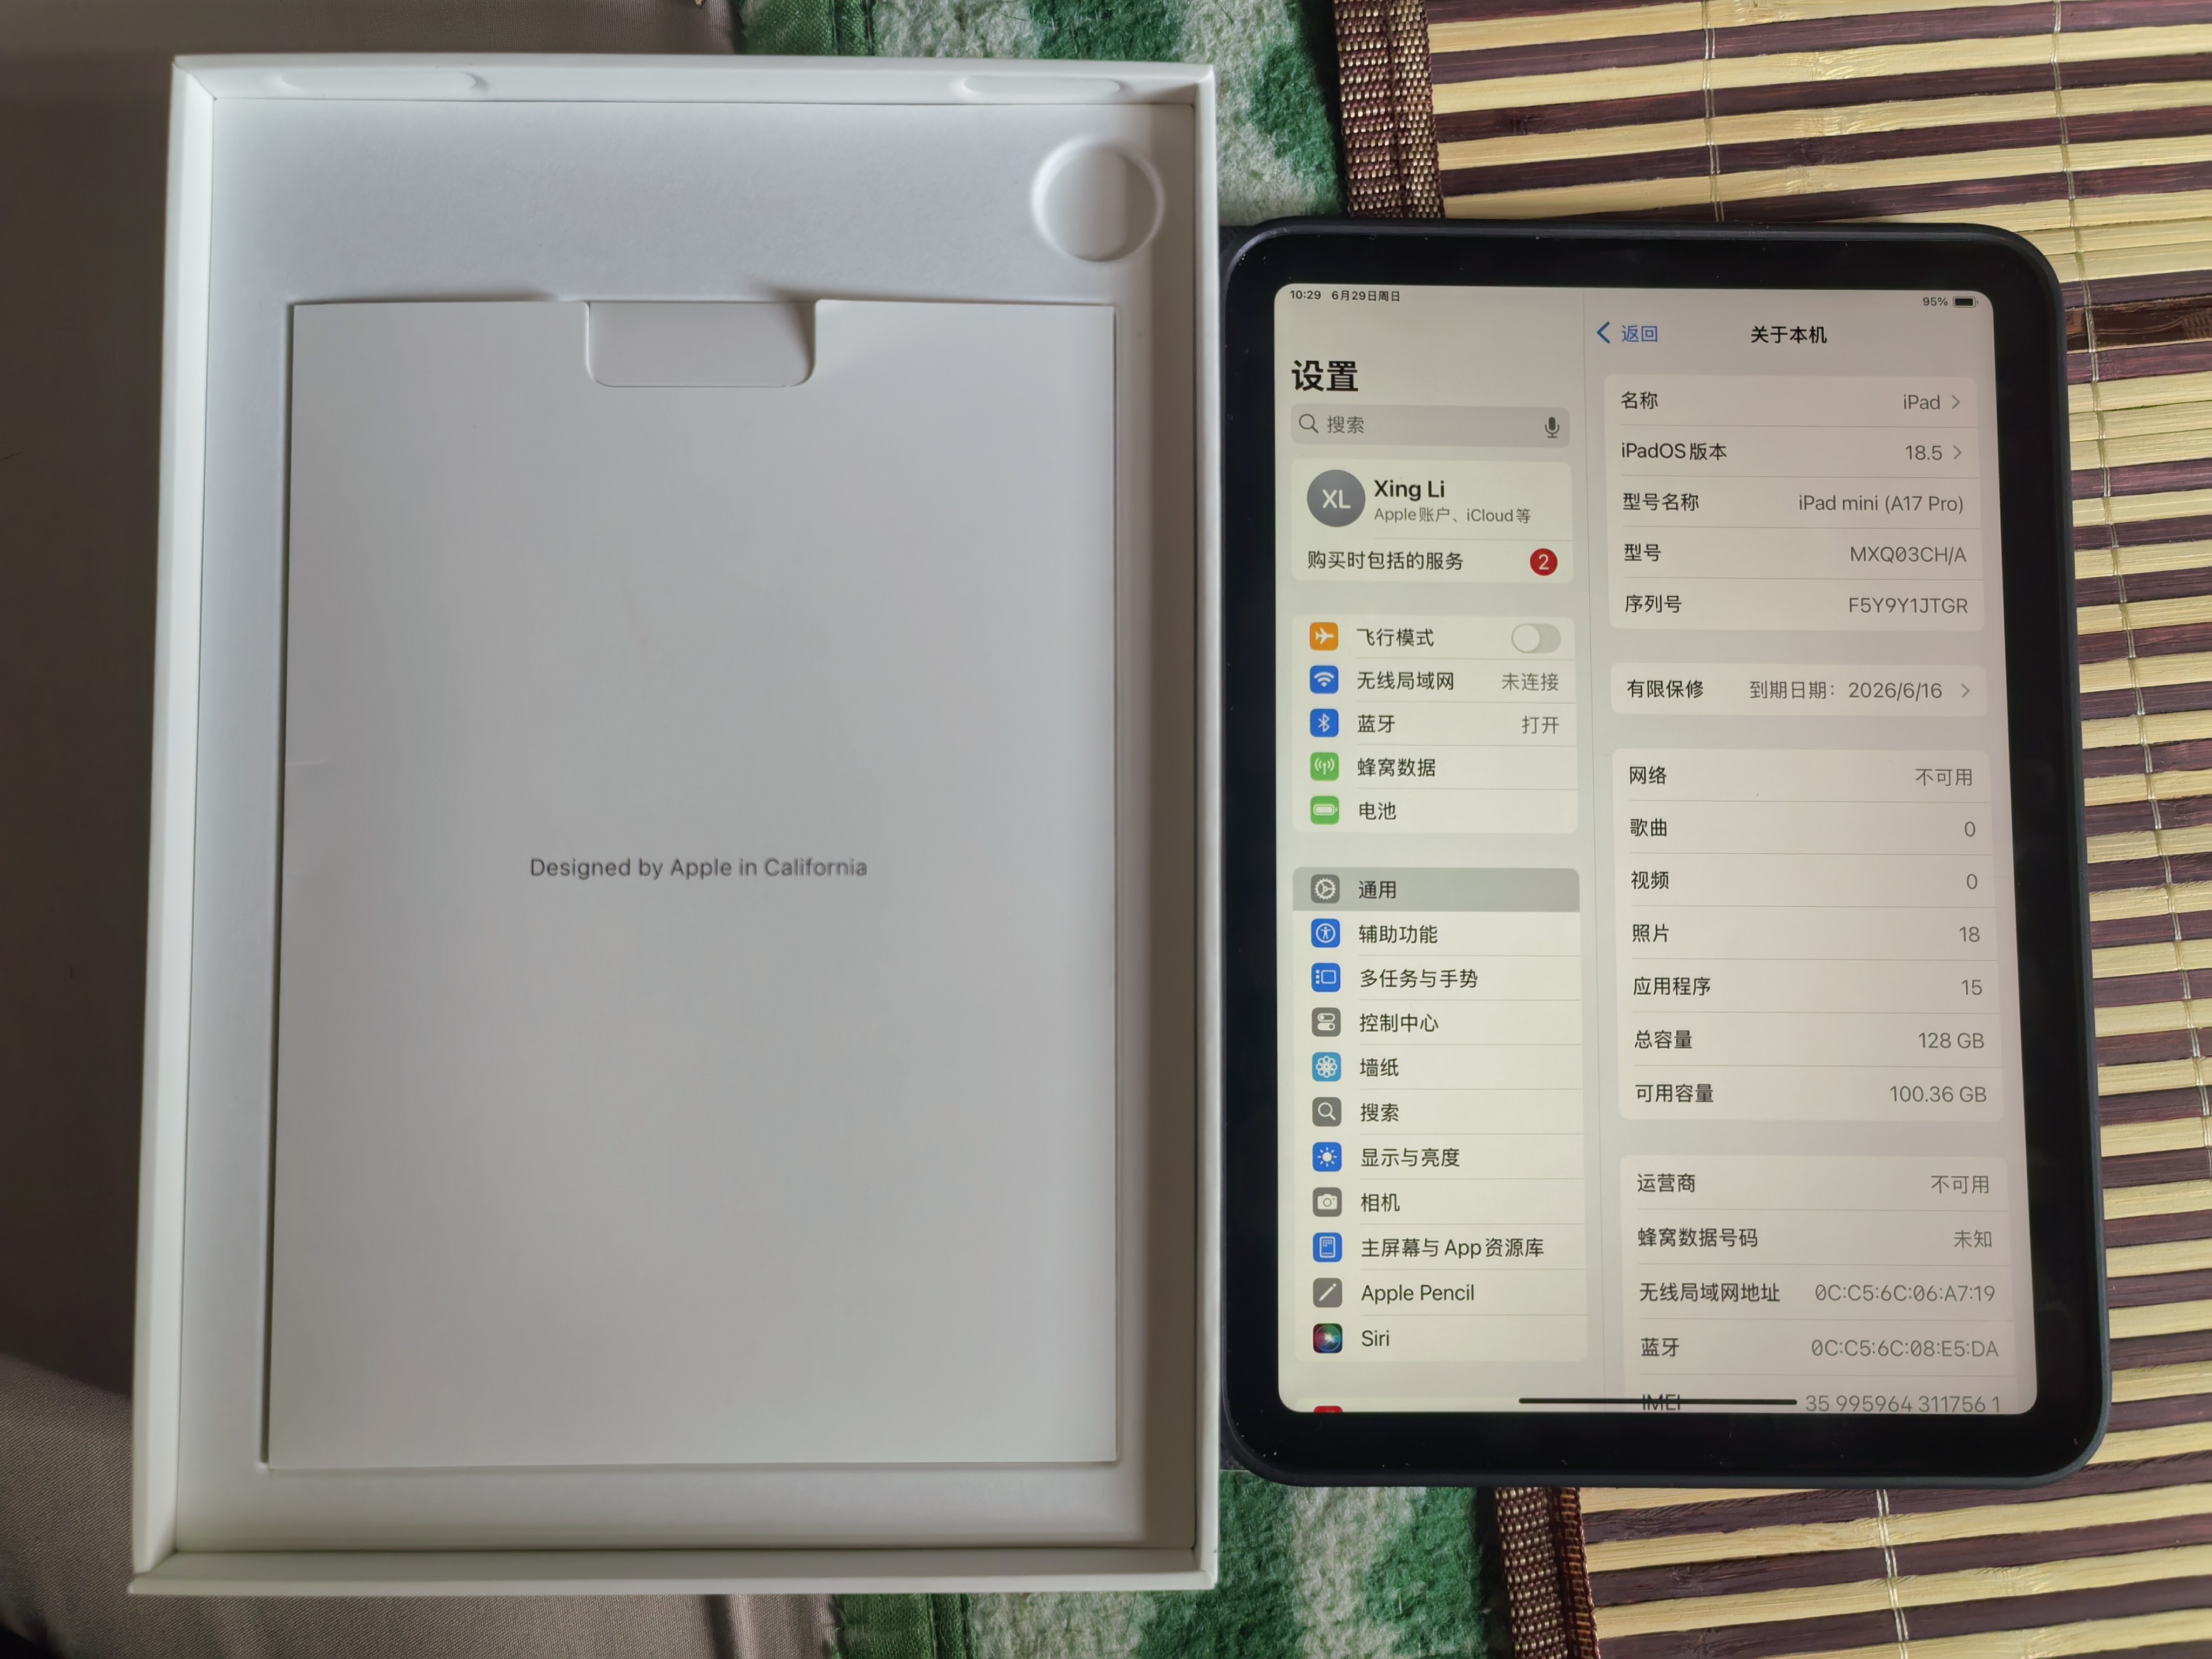 Designed by Apple in California
10:29 6月29日周日
95%
设置
搜索
XL
Xing Li
Apple账户、iCloud等
购买时包括的服务 2
飞行模式
无线局域网 未连接
蓝牙 打开
蜂窝数据
电池
通用
辅助功能
多任务与手势
控制中心
墙纸
搜索
显示与亮度
相机
主屏幕与App资源库
Apple Pencil
Siri
返回 关于本机
名称 iPad
iPadOS版本 18.5
型号名称 iPad mini (A17 Pro)
型号 MXQ03CH/A
序列号 F5Y9Y1JTGR
有限保修 到期日期：2026/6/16
网络 不可用
歌曲 0
视频 0
照片 18
应用程序 15
总容量 128 GB
可用容量 100.36 GB
运营商 不可用
蜂窝数据号码 未知
无线局域网地址 0C:C5:6C:06:A7:19
蓝牙 0C:C5:6C:08:E5:DA
IMEI 35 995964 311756 1